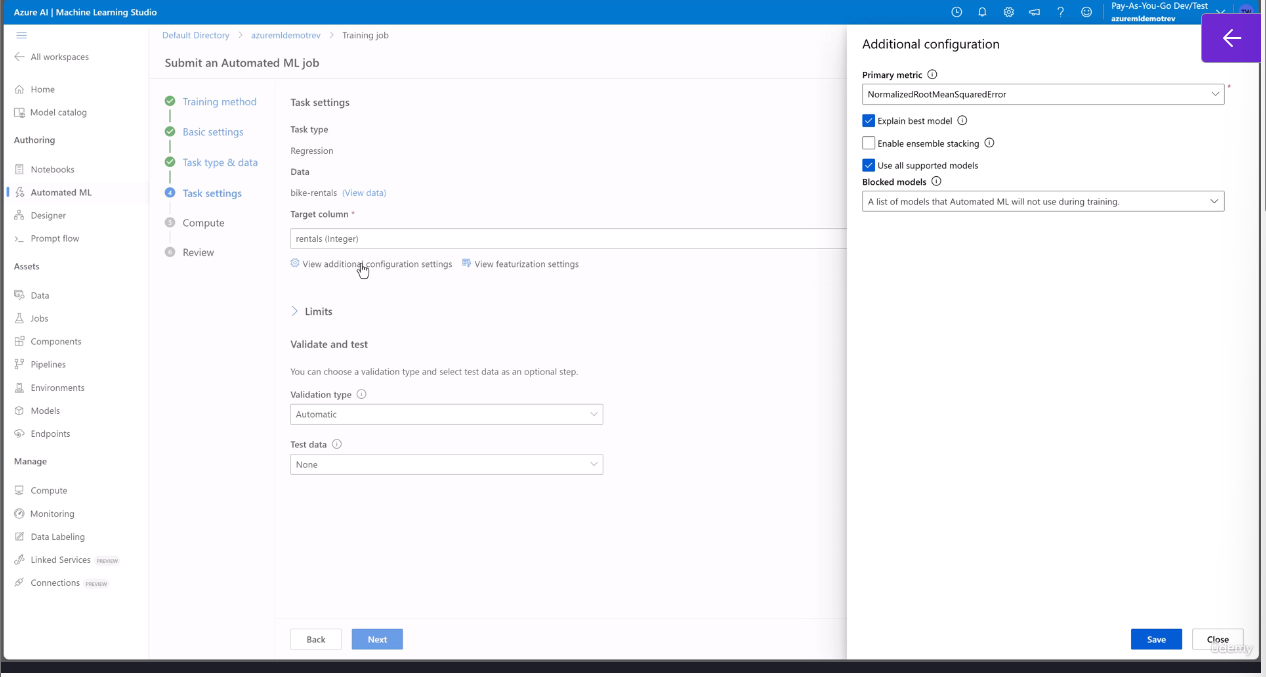 Azure AI | Machine Learning Studio
Pay-As-You-Go Dev/Test
azuremldemotrev
All workspaces
Home
Model catalog
Authoring
Notebooks
Automated ML
Designer
Prompt flow
Assets
Data
Jobs
Components
Pipelines
Environments
Models
Endpoints
Manage
Compute
Monitoring
Data Labeling
Linked Services PREVIEW
Connections PREVIEW
Default Directory > azuremldemotrev > Training job
Submit an Automated ML job
Training method
Basic settings
Task type & data
4 Task settings
5 Compute
6 Review
Task settings
Task type
Regression
Data
bike-rentals (View data)
Target column *
rentals (Integer)
View additional configuration settings View featurization settings
Limits
Validate and test
You can choose a validation type and select test data as an optional step.
Validation type
Automatic
Test data
None
Back Next
Additional configuration
Primary metric
NormalizedRootMeanSquaredError *
Explain best model
Enable ensemble stacking
Use all supported models
Blocked models
A list of models that Automated ML will not use during training.
Save Close
udemy